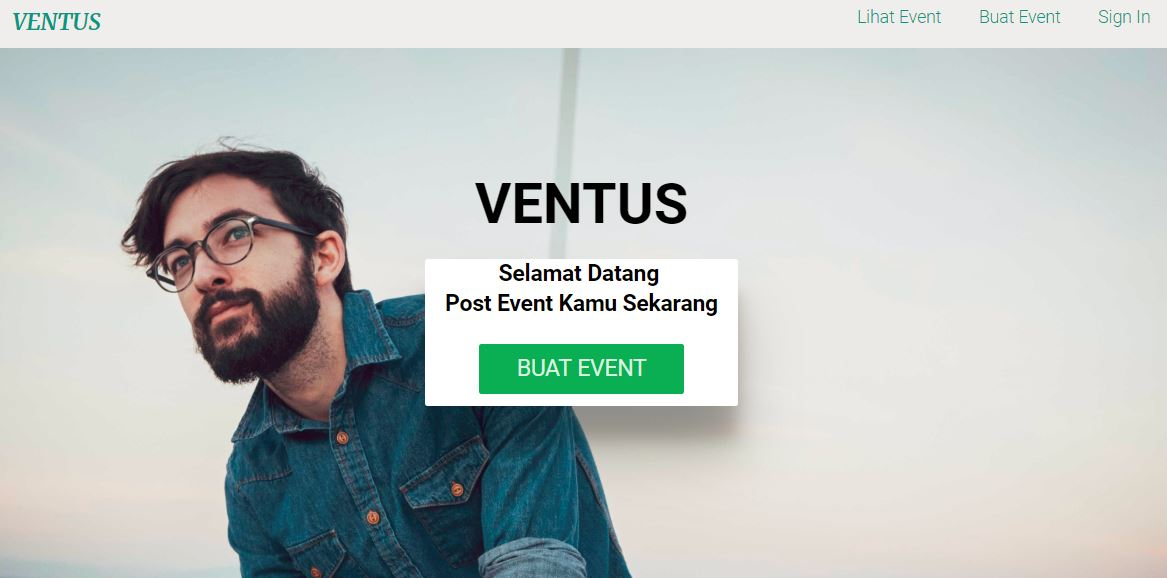 VENTUS
Lihat Event
Buat Event
Sign In
VENTUS
Selamat Datang
Post Event Kamu Sekarang
BUAT EVENT